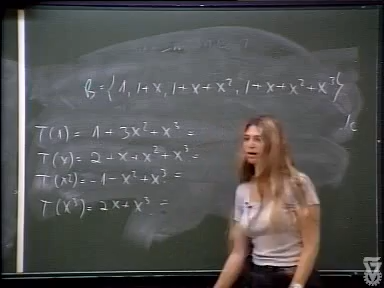 B = {1, 1+x, 1+x+x², 1+x+x²+x³}
T(1) = 1+3x²+x³ =
T(x) = 2+x+x²+x³ =
T(x²) = -1-x²+x³ =
T(x³) = 2x+x³ =